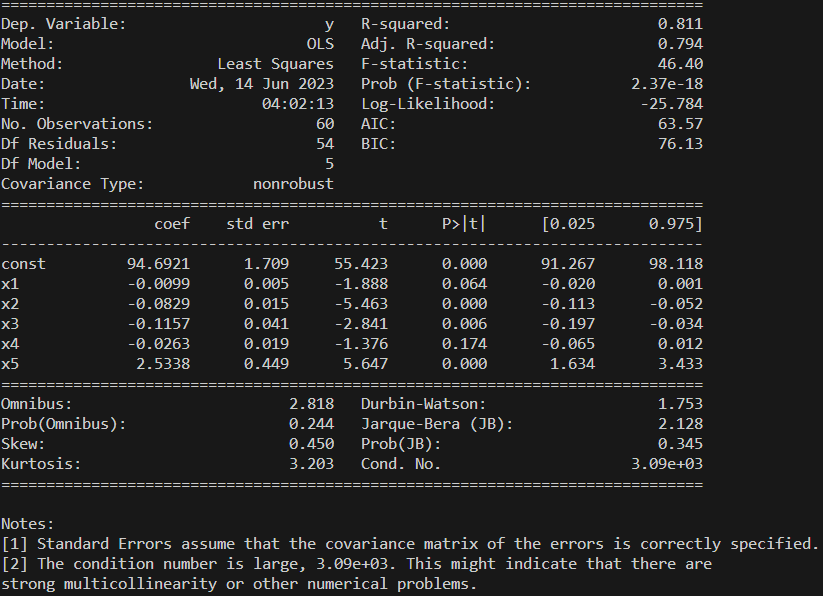 ==============================================================================
Dep. Variable:                      y   R-squared:                       0.811
Model:                            OLS   Adj. R-squared:                  0.794
Method:                 Least Squares   F-statistic:                     46.40
Date:                Wed, 14 Jun 2023   Prob (F-statistic):           2.37e-18
Time:                        04:02:13   Log-Likelihood:                -25.784
No. Observations:                  60   AIC:                             63.57
Df Residuals:                      54   BIC:                             76.13
Df Model:                           5
Covariance Type:            nonrobust
==============================================================================
                 coef    std err          t      P>|t|      [0.025      0.975]
------------------------------------------------------------------------------
const         94.6921      1.709     55.423      0.000      91.267      98.118
x1            -0.0099      0.005     -1.888      0.064      -0.020       0.001
x2            -0.0829      0.015     -5.463      0.000      -0.113      -0.052
x3            -0.1157      0.041     -2.841      0.006      -0.197      -0.034
x4            -0.0263      0.019     -1.376      0.174      -0.065       0.012
x5             2.5338      0.449      5.647      0.000       1.634       3.433
==============================================================================
Omnibus:                        2.818   Durbin-Watson:                   1.753
Prob(Omnibus):                  0.244   Jarque-Bera (JB):                2.128
Skew:                           0.450   Prob(JB):                        0.345
Kurtosis:                       3.203   Cond. No.                     3.09e+03
==============================================================================

Notes:
[1] Standard Errors assume that the covariance matrix of the errors is correctly specified.
[2] The condition number is large, 3.09e+03. This might indicate that there are
strong multicollinearity or other numerical problems.